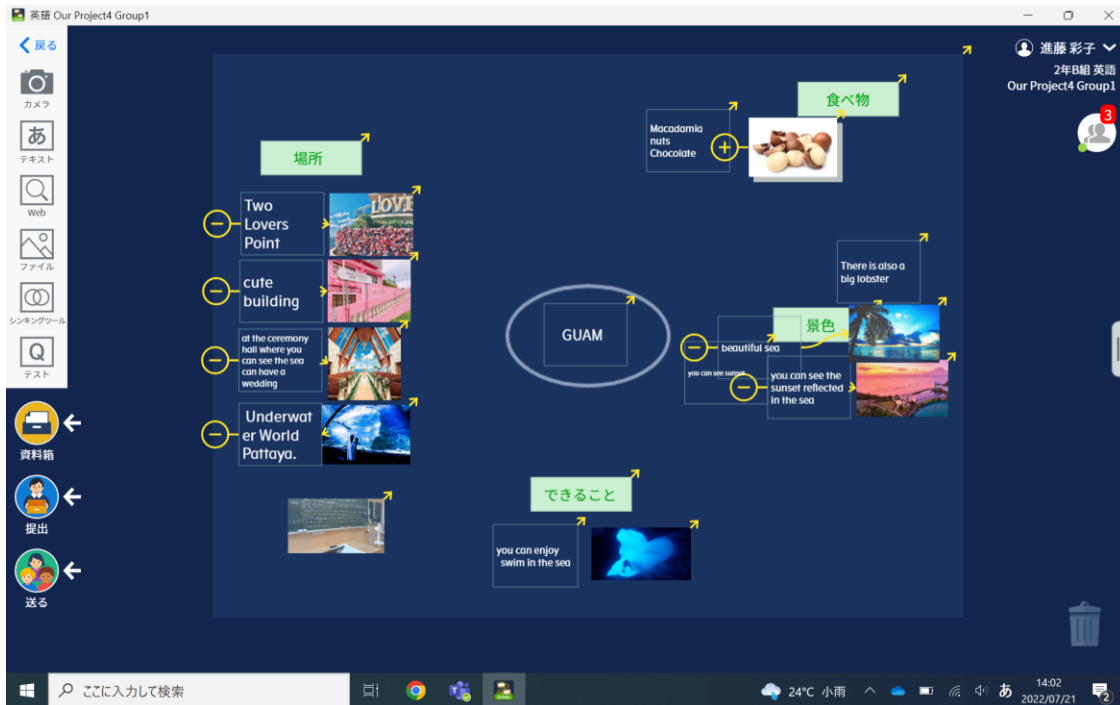 英語 Our Project4 Group1
戻る
カメラ
テキスト
Web
ファイル
シンキングツール
テスト
資料箱
提出
送る
進藤 彩子
2年B組 英語
Our Project4 Group1
3
食べ物
Macadamia
nuts
Chocolate
場所
Two
Lovers
Point
LOVE
cute
building
at the ceremony
hall where you
can see the sea
can have a
wedding
Underwat
er World
Pattaya.
GUAM
There is also a
big lobster
景色
beautiful sea
you can see sunset
you can see the
sunset reflected
in the sea
できること
you can enjoy
swim in the sea
ここに入力して検索
24°C 小雨
あ
14:02
2022/07/21
2